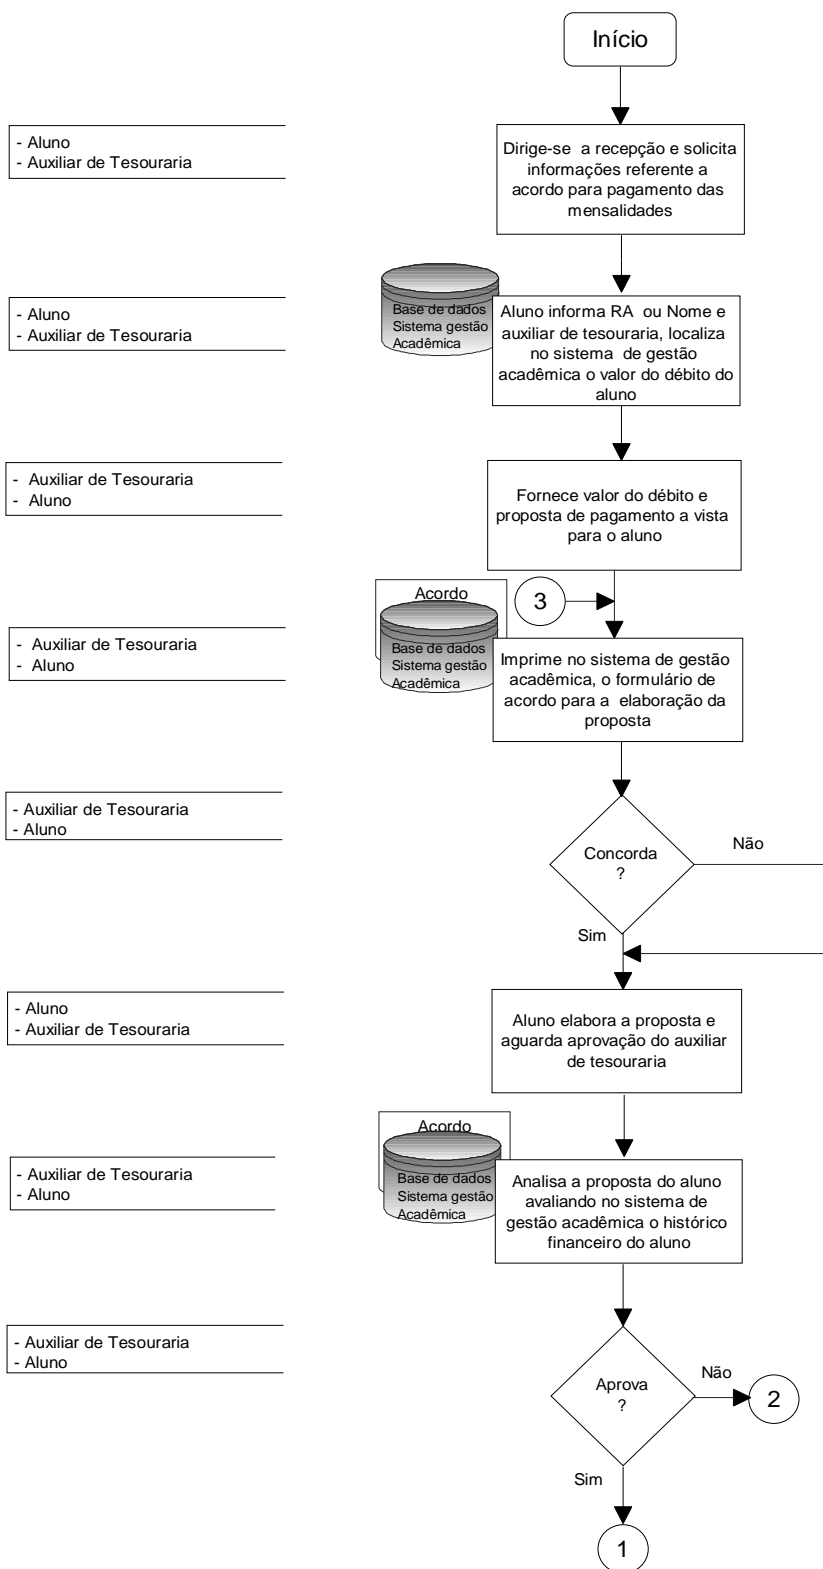 Início
- Aluno
- Auxiliar de Tesouraria
Dirige-se a recepção e solicita
informações referente a
acordo para pagamento das
mensalidades
- Aluno
- Auxiliar de Tesouraria
Base de dados
Sistema gestão
Acadêmica
Aluno informa RA ou Nome e
auxiliar de tesouraria, localiza
no sistema de gestão
acadêmica o valor do débito do
aluno
- Auxiliar de Tesouraria
- Aluno
Fornece valor do débito e
proposta de pagamento a vista
para o aluno
3
- Auxiliar de Tesouraria
- Aluno
Acordo
Base de dados
Sistema gestão
Acadêmica
Imprime no sistema de gestão
acadêmica, o formulário de
acordo para a elaboração da
proposta
- Auxiliar de Tesouraria
- Aluno
Concorda
?
Não
Sim
- Aluno
- Auxiliar de Tesouraria
Aluno elabora a proposta e
aguarda aprovação do auxiliar
de tesouraria
- Auxiliar de Tesouraria
- Aluno
Acordo
Base de dados
Sistema gestão
Acadêmica
Analisa a proposta do aluno
avaliando no sistema de
gestão acadêmica o histórico
financeiro do aluno
- Auxiliar de Tesouraria
- Aluno
Aprova
?
Não
2
Sim
1